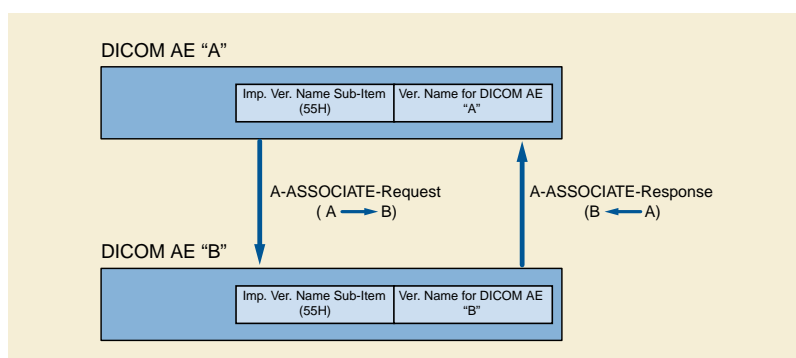 DICOM AE “A”
Imp. Ver. Name Sub-Item
(55H)
Ver. Name for DICOM AE
“A”
A-ASSOCIATE-Request
( A → B)
A-ASSOCIATE-Response
(B ← A)
DICOM AE “B”
Imp. Ver. Name Sub-Item
(55H)
Ver. Name for DICOM AE
“B”